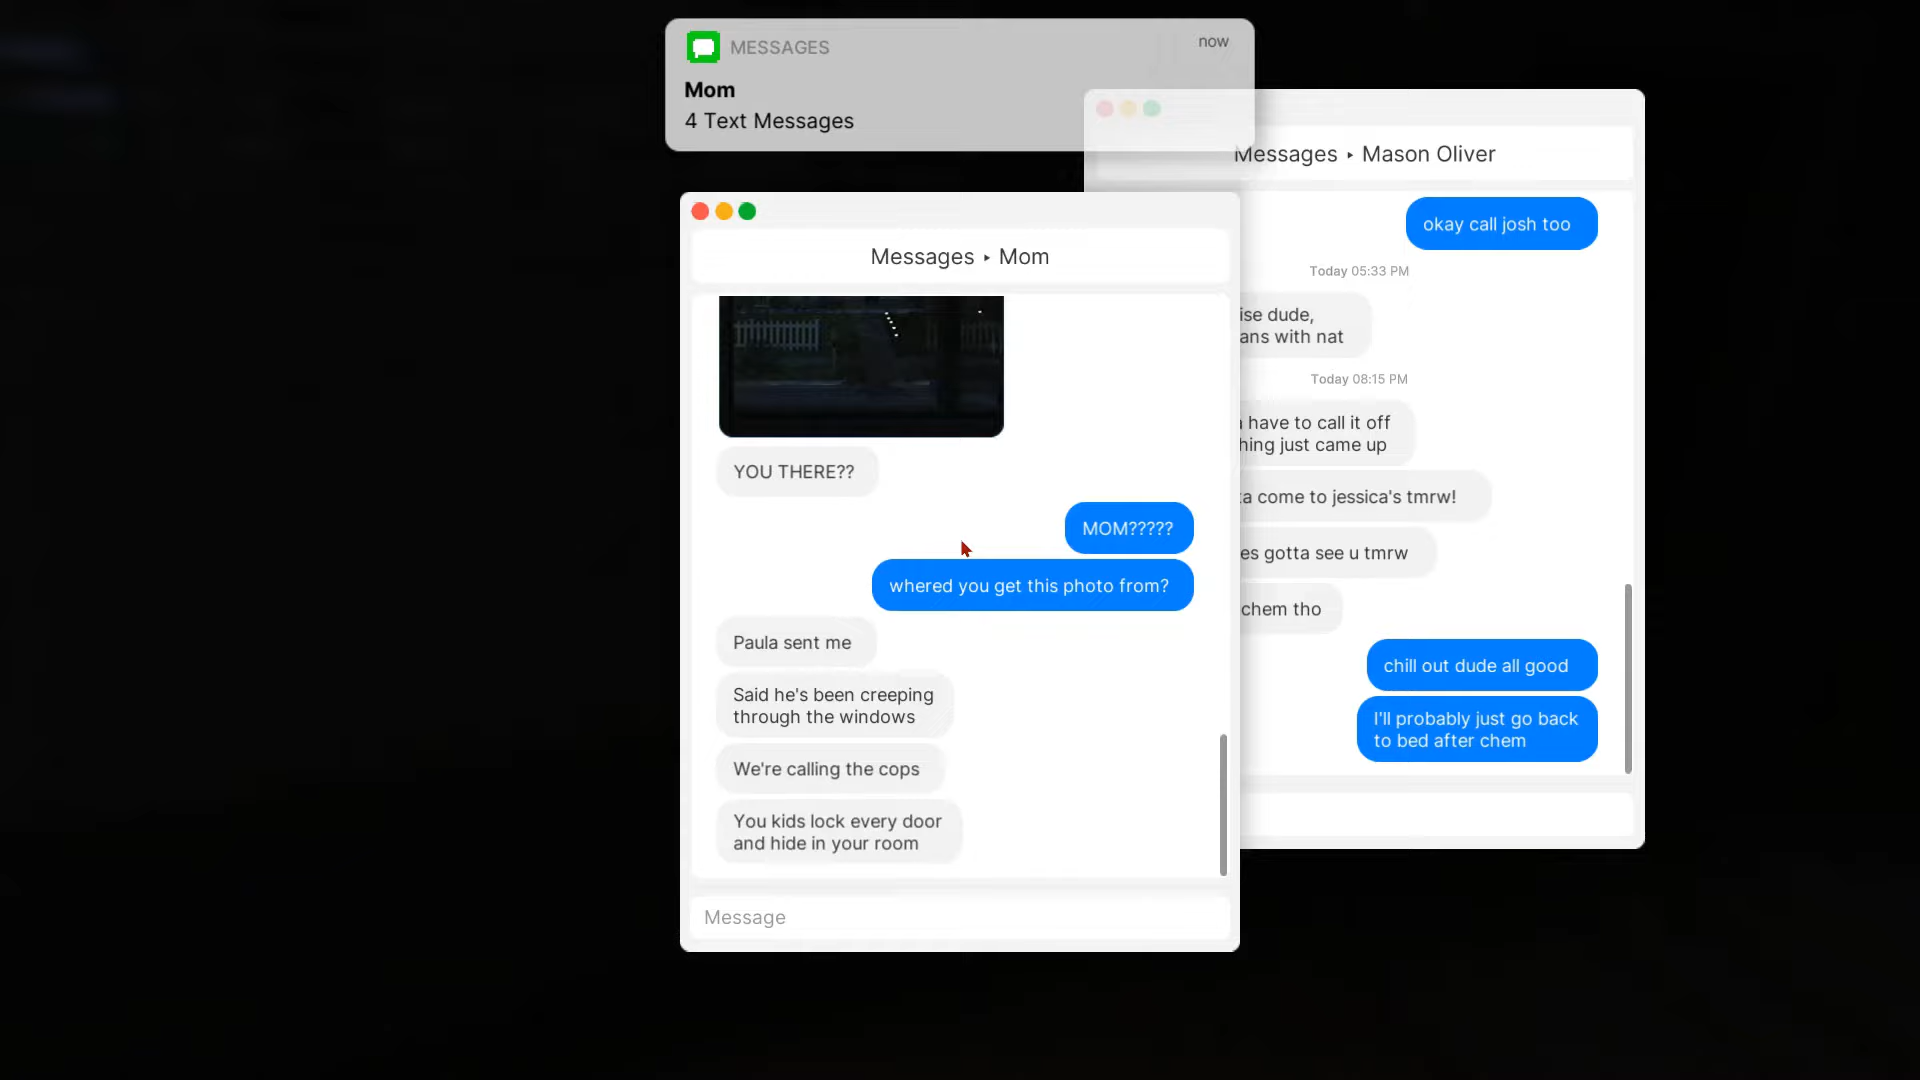 MESSAGES
now
Mom
4 Text Messages
Messages ‣ Mom
YOU THERE??
MOM?????
whered you get this photo from?
Paula sent me
Said he's been creeping
through the windows
We're calling the cops
You kids lock every door
and hide in your room
Message
Messages ‣ Mason Oliver
okay call josh too
Today 05:33 PM
dude,
with nat
Today 08:15 PM
have to call it off
just came up
come to jessica's tmrw!
gotta see u tmrw
chem tho
chill out dude all good
I'll probably just go back
to bed after chem